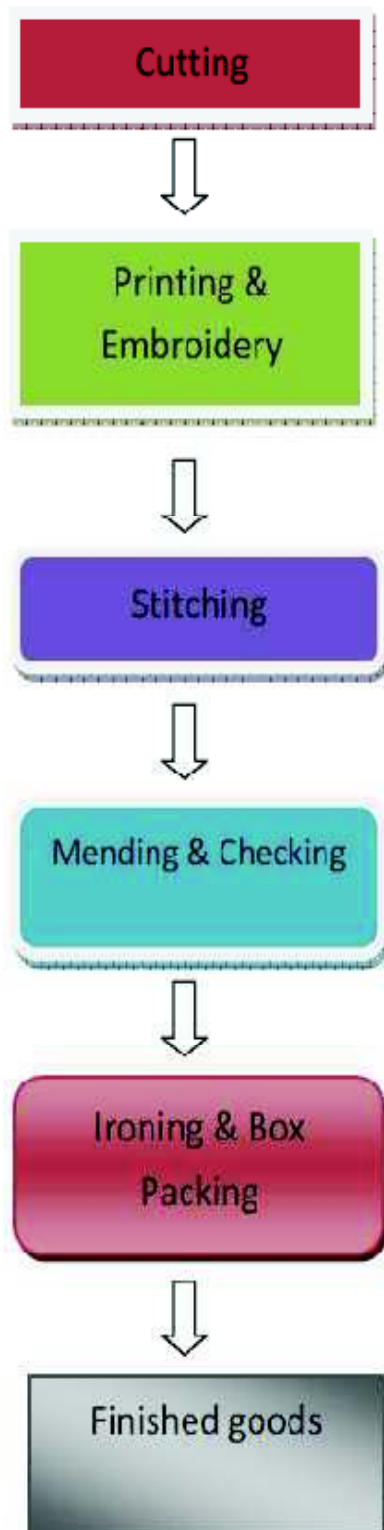 Cutting
Printing &
Embroidery
Stitching
Mending & Checking
Ironing & Box
Packing
Finished goods